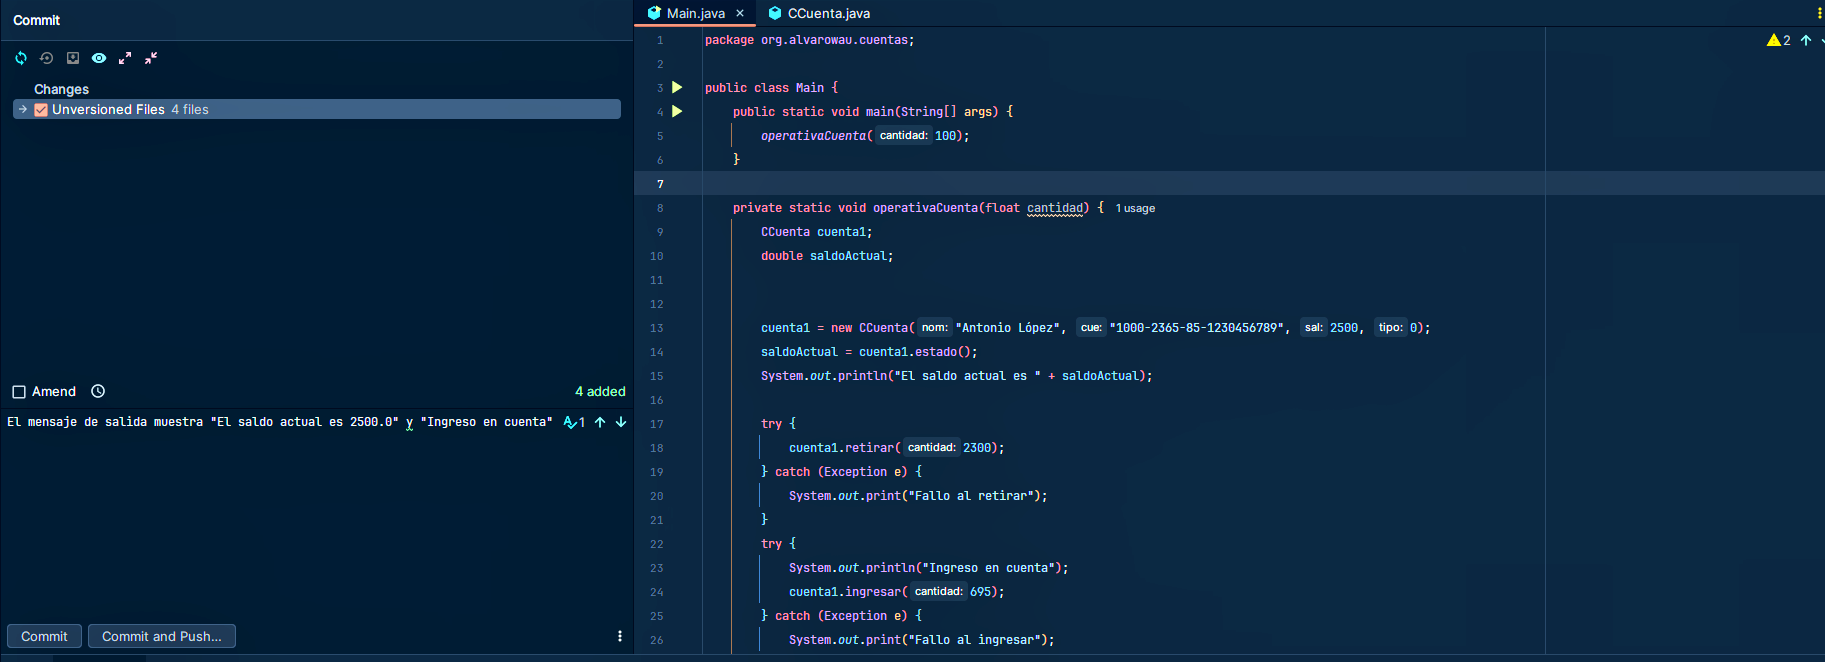 Commit
Changes
Unversioned Files 4 files
Amend
4 added
El mensaje de salida muestra "El saldo actual es 2500.0" y "Ingreso en cuenta" 1
Commit
Commit and Push...
Main.java
CCuenta.java
2
1 package org.alvarowau.cuentas;
2
3 public class Main {
4 public static void main(String[] args) {
5 operativaCuenta( cantidad: 100);
6 }
7
8 private static void operativaCuenta(float cantidad) { 1 usage
9 CCuenta cuenta1;
10 double saldoActual;
11
12
13 cuenta1 = new CCuenta( nom: "Antonio López", cue: "1000-2365-85-1230456789", sal: 2500, tipo: 0);
14 saldoActual = cuenta1.estado();
15 System.out.println("El saldo actual es " + saldoActual);
16
17 try {
18 cuenta1.retirar( cantidad: 2300);
19 } catch (Exception e) {
20 System.out.print("Fallo al retirar");
21 }
22 try {
23 System.out.println("Ingreso en cuenta");
24 cuenta1.ingresar( cantidad: 695);
25 } catch (Exception e) {
26 System.out.print("Fallo al ingresar");